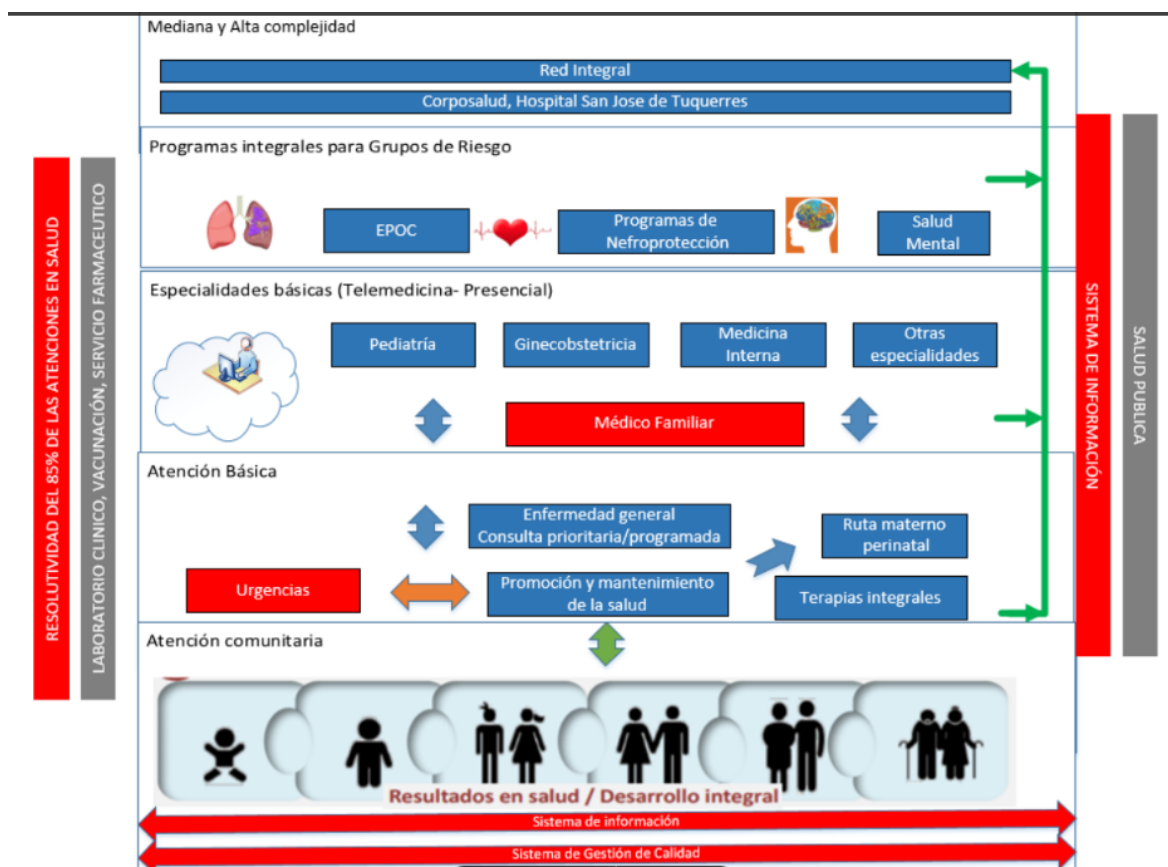 Mediana y Alta complejidad
Red Integral
Corposalud, Hospital San Jose de Tuquerres
Programas integrales para Grupos de Riesgo
EPOC
Programas de
Nefroprotección
Salud
Mental
Especialidades básicas (Telemedicina- Presencial)
Pediatría
Ginecobstetricia
Medicina
Interna
Otras
especialidades
Médico Familiar
Atención Básica
Enfermedad general
Consulta prioritaria/programada
Ruta materno
perinatal
Urgencias
Promoción y mantenimiento
de la salud
Terapias integrales
Atención comunitaria
Resultados en salud / Desarrollo integral
Sistema de información
Sistema de Gestión de Calidad
RESOLUTIVIDAD DEL 85% DE LAS ATENCIONES EN SALUD
LABORATORIO CLINICO, VACUNACIÓN, SERVICIO FARMACEUTICO
SISTEMA DE INFORMACIÓN
SALUD PUBLICA